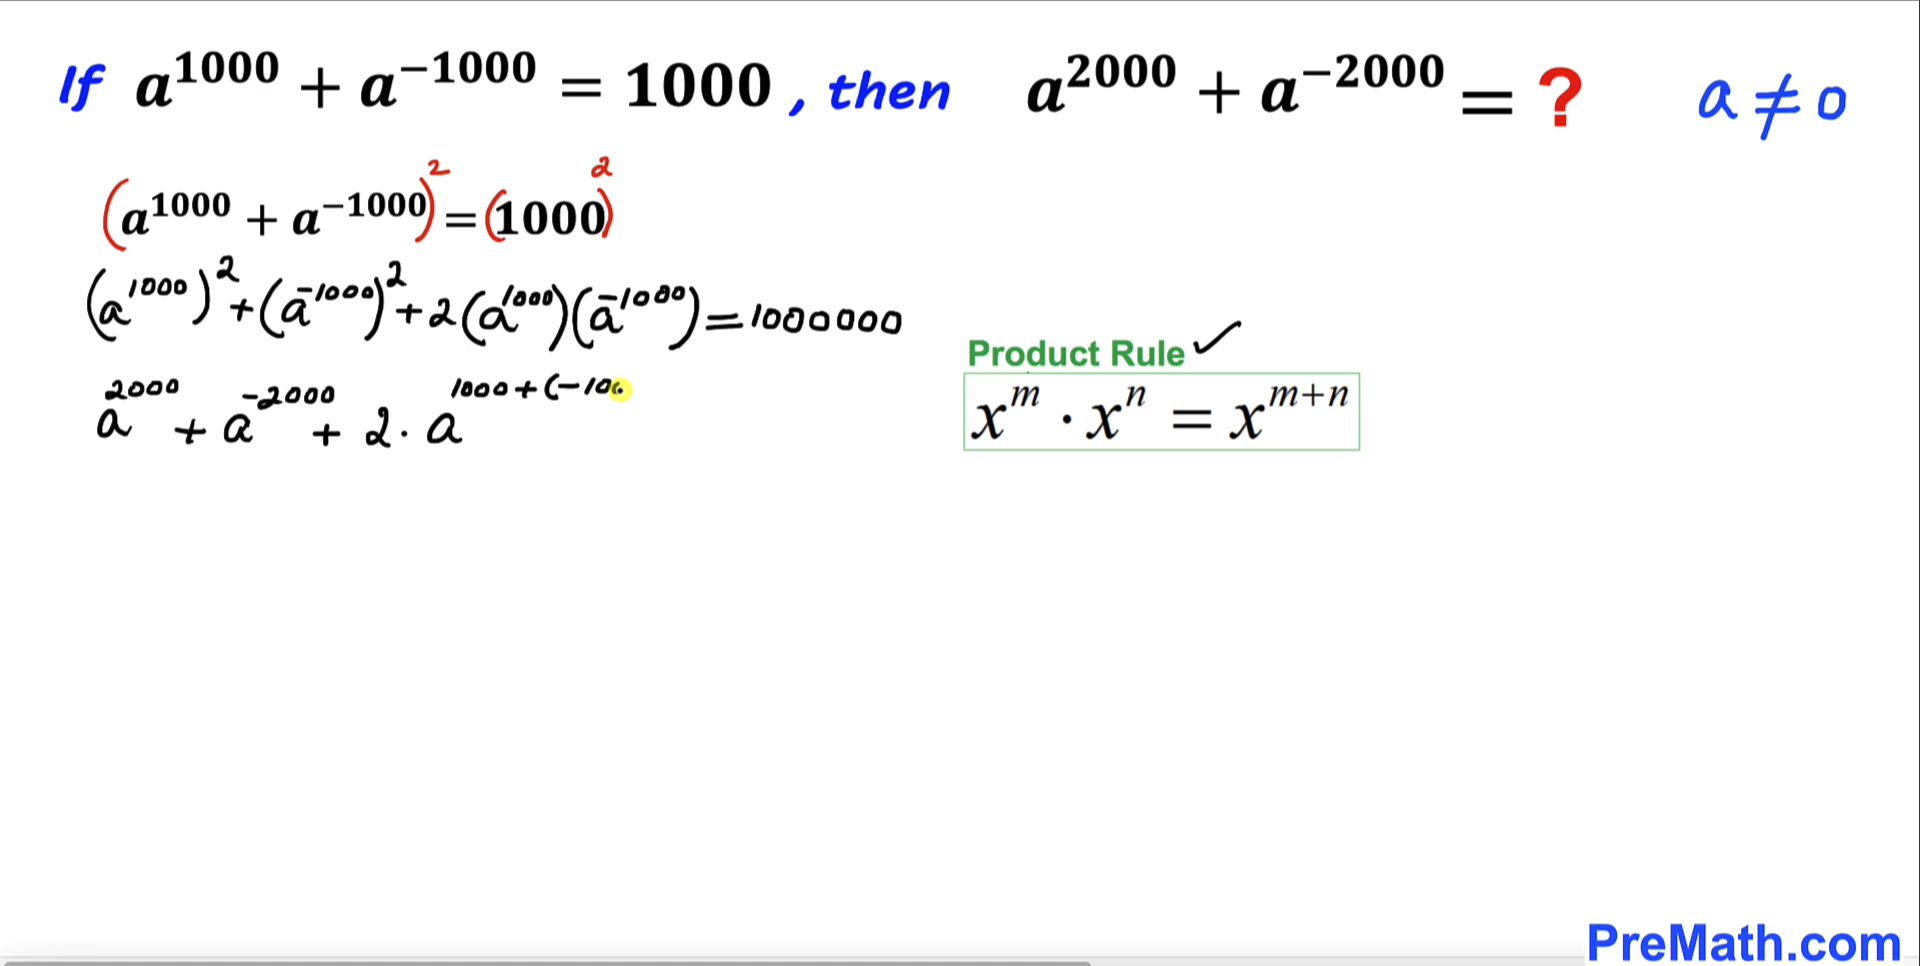 If a^1000 + a^−1000 = 1000 , then a^2000 + a^−2000 = ? a ≠ 0
(a^1000 + a^−1000)^2 = (1000)^2
(a^1000)^2 + (a^−1000)^2 + 2(a^1000)(a^−1000) = 1000000
Product Rule ✓
a^2000 + a^−2000 + 2 · a^1000+(−100
x^m · x^n = x^m+n
PreMath.com